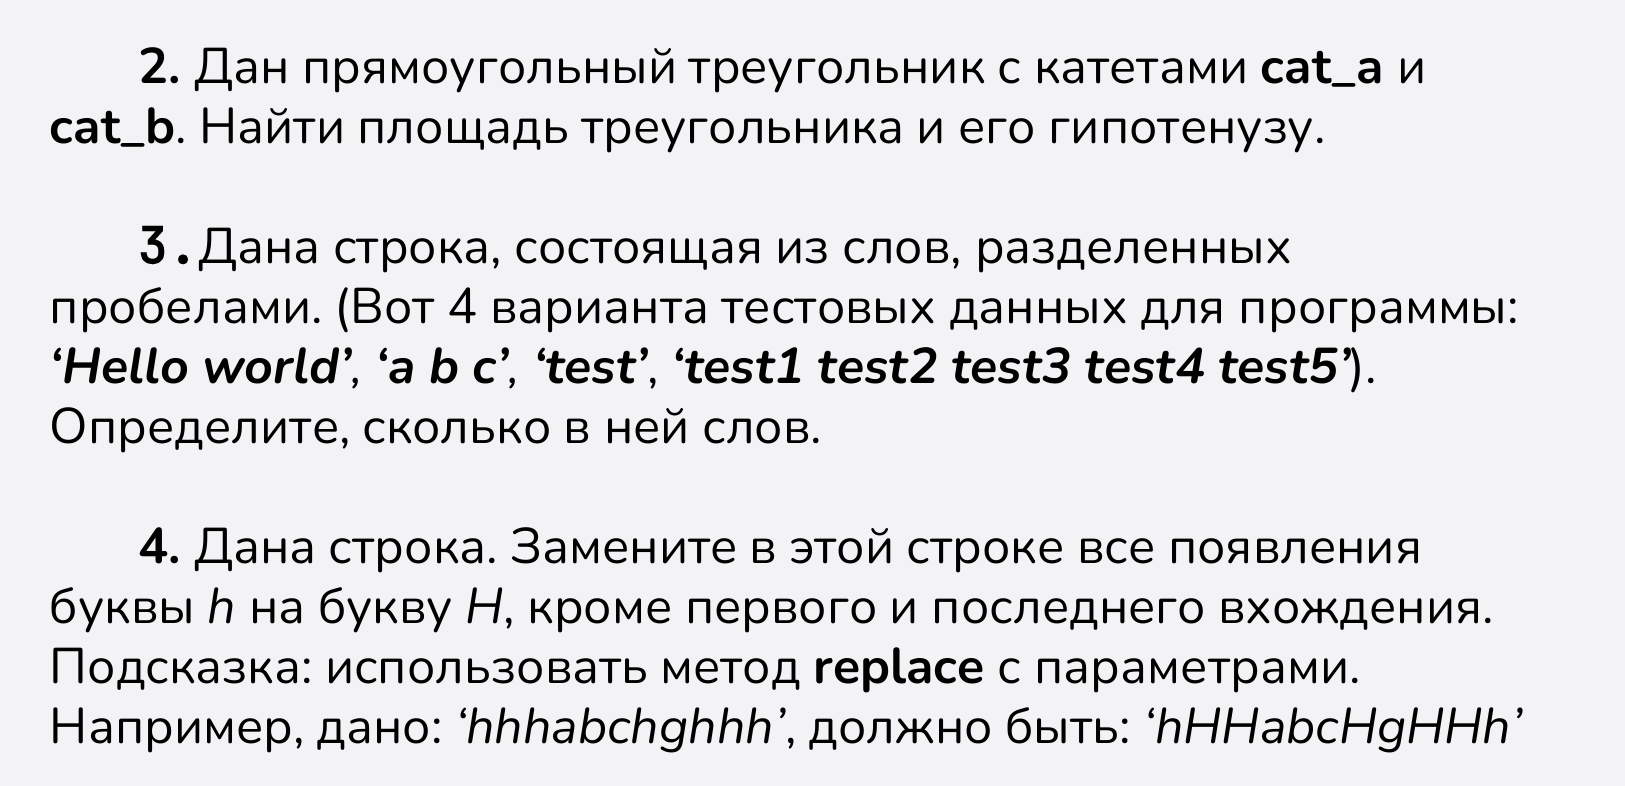 2. Дан прямоугольный треугольник с катетами cat_a и
cat_b. Найти площадь треугольника и его гипотенузу.
3. Дана строка, состоящая из слов, разделенных
пробелами. (Вот 4 варианта тестовых данных для программы:
‘Hello world’, ‘a b c’, ‘test’, ‘test1 test2 test3 test4 test5’).
Определите, сколько в ней слов.
4. Дана строка. Замените в этой строке все появления
буквы h на букву H, кроме первого и последнего вхождения.
Подсказка: использовать метод replace с параметрами.
Например, дано: ‘hhhabchghhh’, должно быть: ‘hHHabcHgHHh’